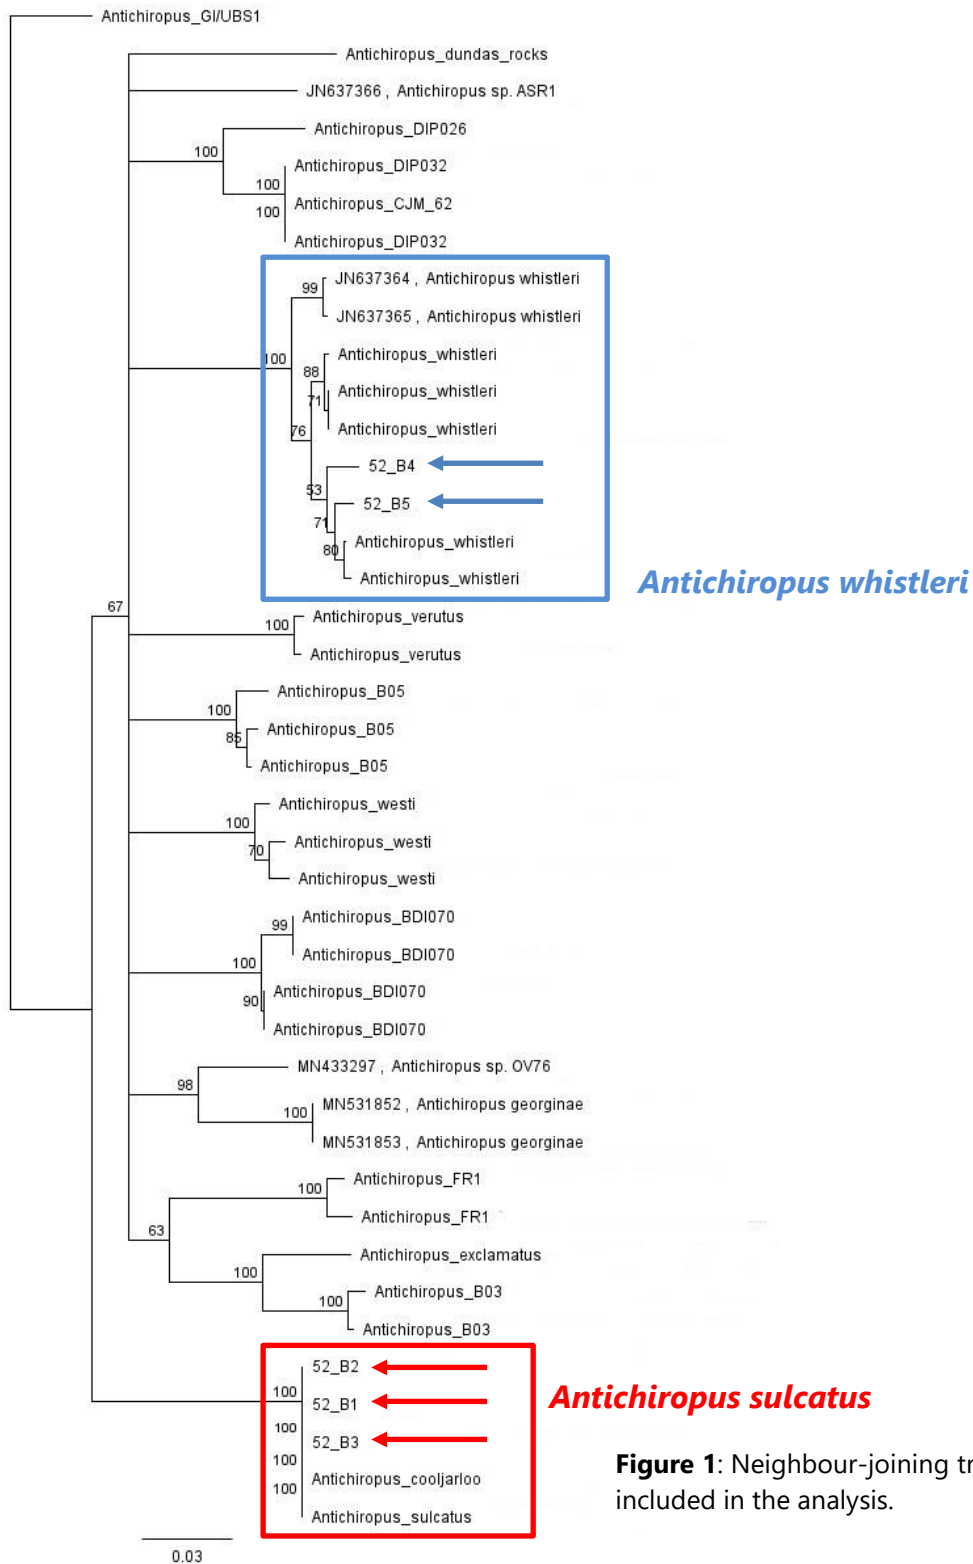 Antichiropus_GI/UBS1
Antichiropus_dundas_rocks
JN637366 , Antichiropus sp. ASR1
Antichiropus_DIP026
100
Antichiropus_DIP032
100
Antichiropus_CJM_62
100
Antichiropus_DIP032
JN637364 , Antichiropus whistleri
99
JN637365 , Antichiropus whistleri
Antichiropus_whistleri
100
88
Antichiropus_whistleri
71
Antichiropus_whistleri
76
52_B4
53
52_B5
71
Antichiropus_whistleri
80
Antichiropus_whistleri
Antichiropus whistleri
67
Antichiropus_verutus
100
Antichiropus_verutus
Antichiropus_B05
100
Antichiropus_B05
85
Antichiropus_B05
Antichiropus_westi
100
Antichiropus_westi
70
Antichiropus_westi
Antichiropus_BDI070
99
Antichiropus_BDI070
100
Antichiropus_BDI070
90
Antichiropus_BDI070
MN433297 , Antichiropus sp. OV76
98
MN531852 , Antichiropus georginae
100
MN531853 , Antichiropus georginae
Antichiropus_FR1
100
Antichiropus_FR1
63
Antichiropus_exclamatus
100
Antichiropus_B03
100
Antichiropus_B03
52_B2
100
52_B1
Antichiropus sulcatus
100
52_B3
100
Antichiropus_cooljarloo
100
Antichiropus_sulcatus
Figure 1: Neighbour-joining tr
included in the analysis.
0.03